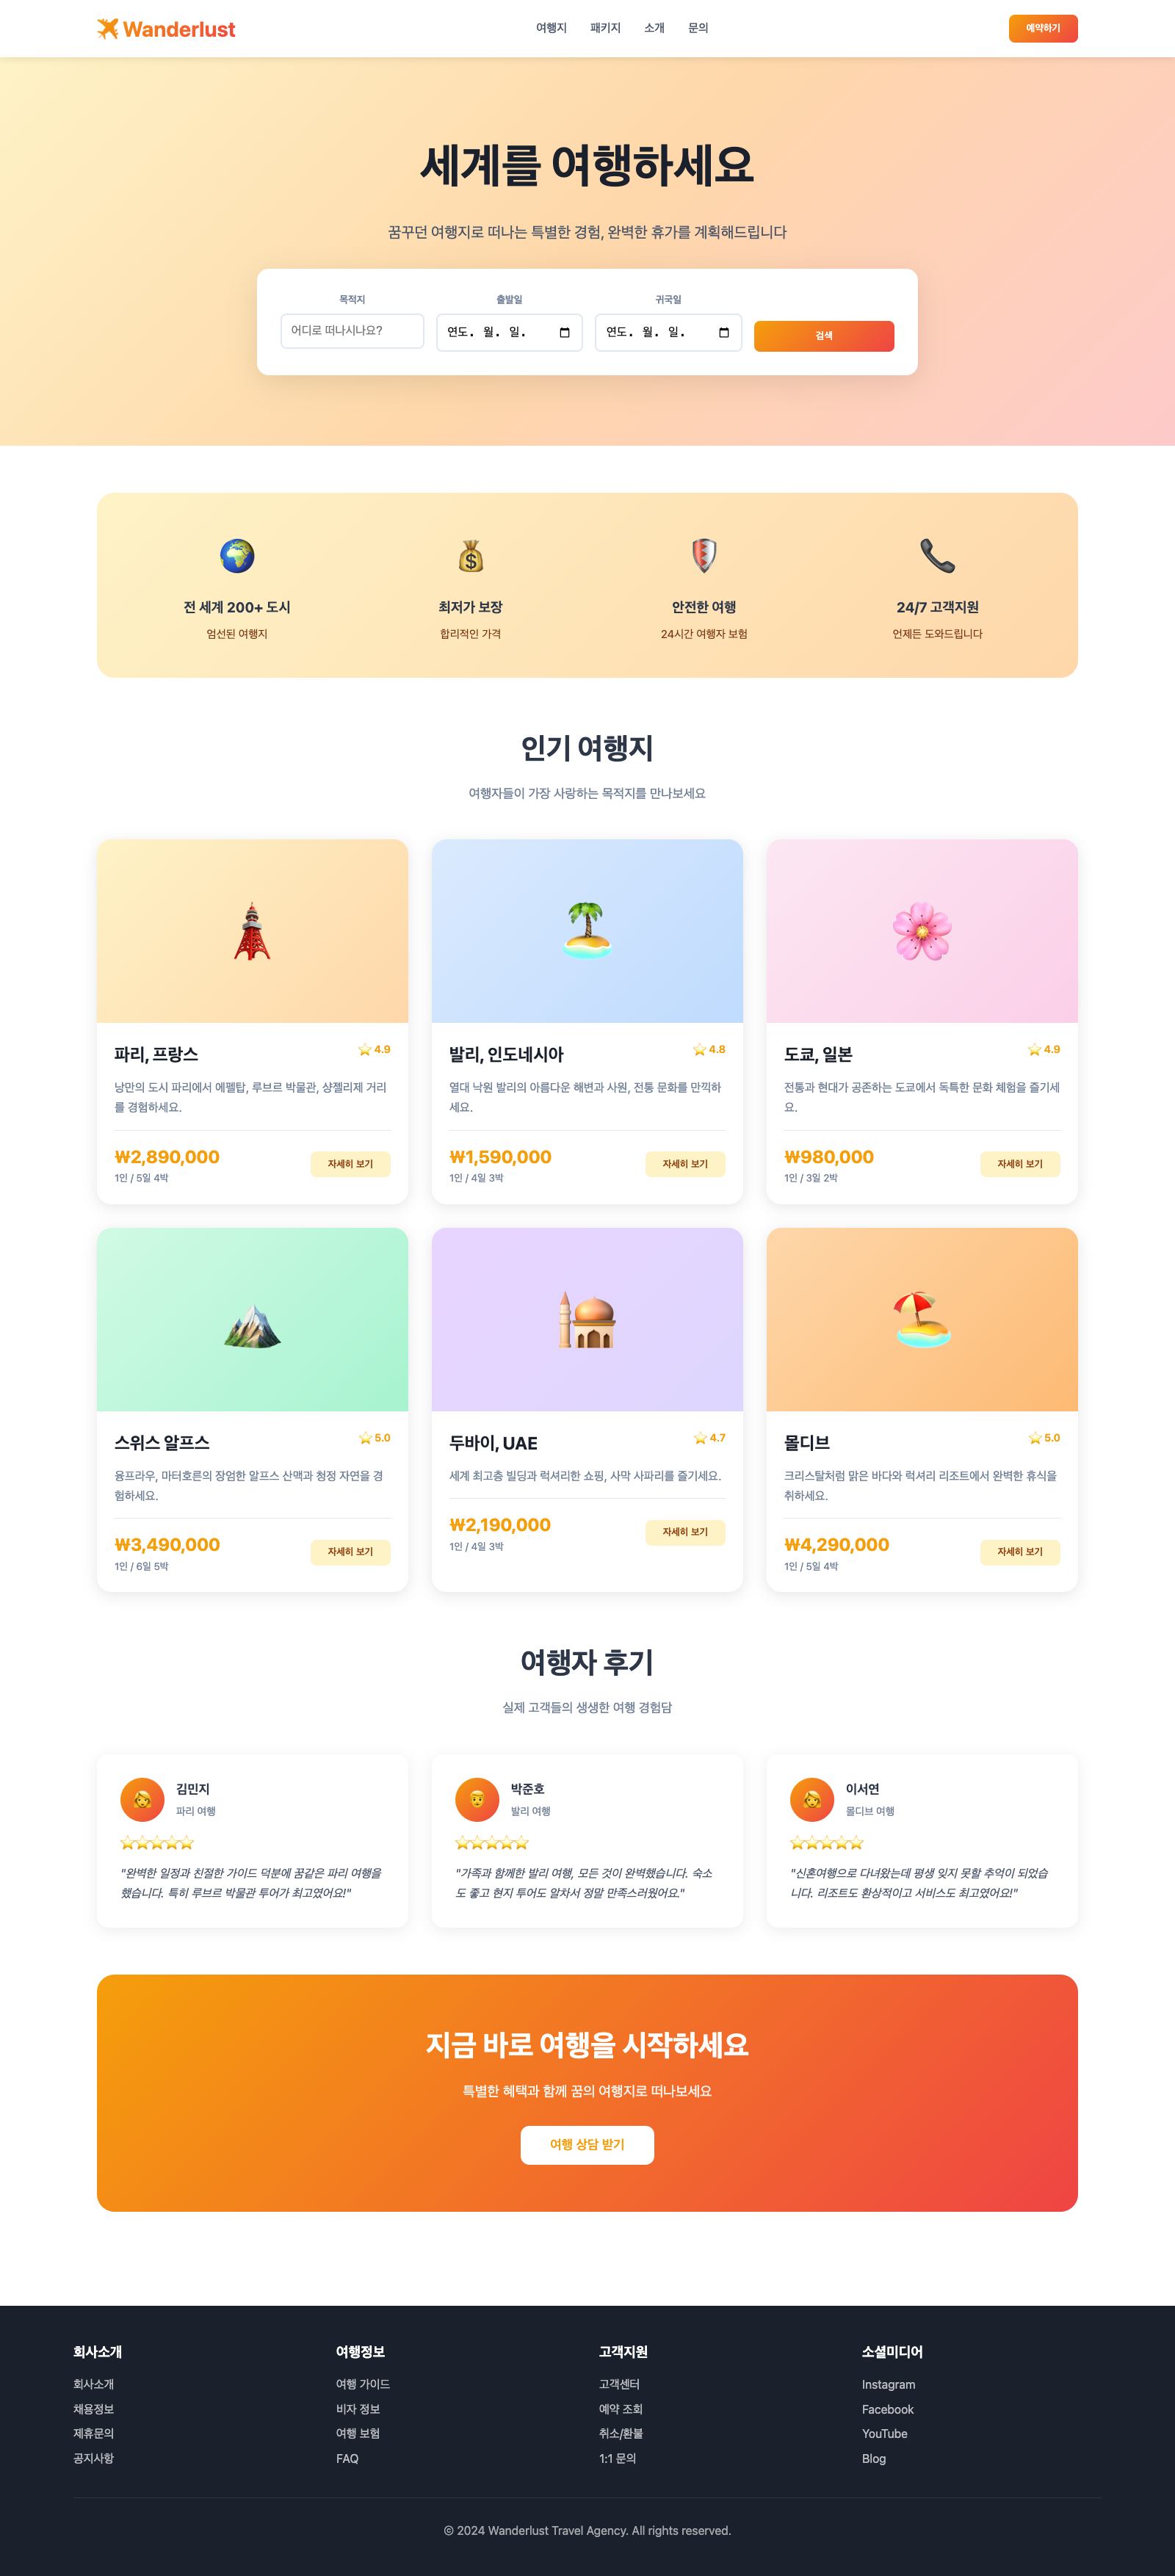 Wanderlust
여행지 패키지 소개 문의
예약하기
세계를 여행하세요
꿈꾸던 여행지로 떠나는 특별한 경험, 완벽한 휴가를 계획해드립니다
목적지
어디로 떠나시나요?
출발일
연도. 월. 일.
귀국일
연도. 월. 일.
검색
전 세계 200+ 도시
엄선된 여행지
최저가 보장
합리적인 가격
안전한 여행
24시간 여행자 보험
24/7 고객지원
언제든 도와드립니다
인기 여행지
여행자들이 가장 사랑하는 목적지를 만나보세요
파리, 프랑스
4.9
낭만의 도시 파리에서 에펠탑, 루브르 박물관, 샹젤리제 거리
를 경험하세요.
₩2,890,000
1인 / 5일 4박
자세히 보기
발리, 인도네시아
4.8
열대 낙원 발리의 아름다운 해변과 사원, 전통 문화를 만끽하
세요.
₩1,590,000
1인 / 4일 3박
자세히 보기
도쿄, 일본
4.9
전통과 현대가 공존하는 도쿄에서 독특한 문화 체험을 즐기세
요.
₩980,000
1인 / 3일 2박
자세히 보기
스위스 알프스
5.0
융프라우, 마터호른의 장엄한 알프스 산맥과 청정 자연을 경
험하세요.
₩3,490,000
1인 / 6일 5박
자세히 보기
두바이, UAE
4.7
세계 최고층 빌딩과 럭셔리한 쇼핑, 사막 사파리를 즐기세요.
₩2,190,000
1인 / 4일 3박
자세히 보기
몰디브
5.0
크리스탈처럼 맑은 바다와 럭셔리 리조트에서 완벽한 휴식을
취하세요.
₩4,290,000
1인 / 5일 4박
자세히 보기
여행자 후기
실제 고객들의 생생한 여행 경험담
김민지
파리 여행
"완벽한 일정과 친절한 가이드 덕분에 꿈같은 파리 여행을
했습니다. 특히 루브르 박물관 투어가 최고였어요!"
박준호
발리 여행
"가족과 함께한 발리 여행, 모든 것이 완벽했습니다. 숙소
도 좋고 현지 투어도 알차서 정말 만족스러웠어요."
이서연
몰디브 여행
"신혼여행으로 다녀왔는데 평생 잊지 못할 추억이 되었습
니다. 리조트도 환상적이고 서비스도 최고였어요!"
지금 바로 여행을 시작하세요
특별한 혜택과 함께 꿈의 여행지로 떠나보세요
여행 상담 받기
회사소개
회사소개
채용정보
제휴문의
공지사항
여행정보
여행 가이드
비자 정보
여행 보험
FAQ
고객지원
고객센터
예약 조회
취소/환불
1:1 문의
소셜미디어
Instagram
Facebook
YouTube
Blog
© 2024 Wanderlust Travel Agency. All rights reserved.